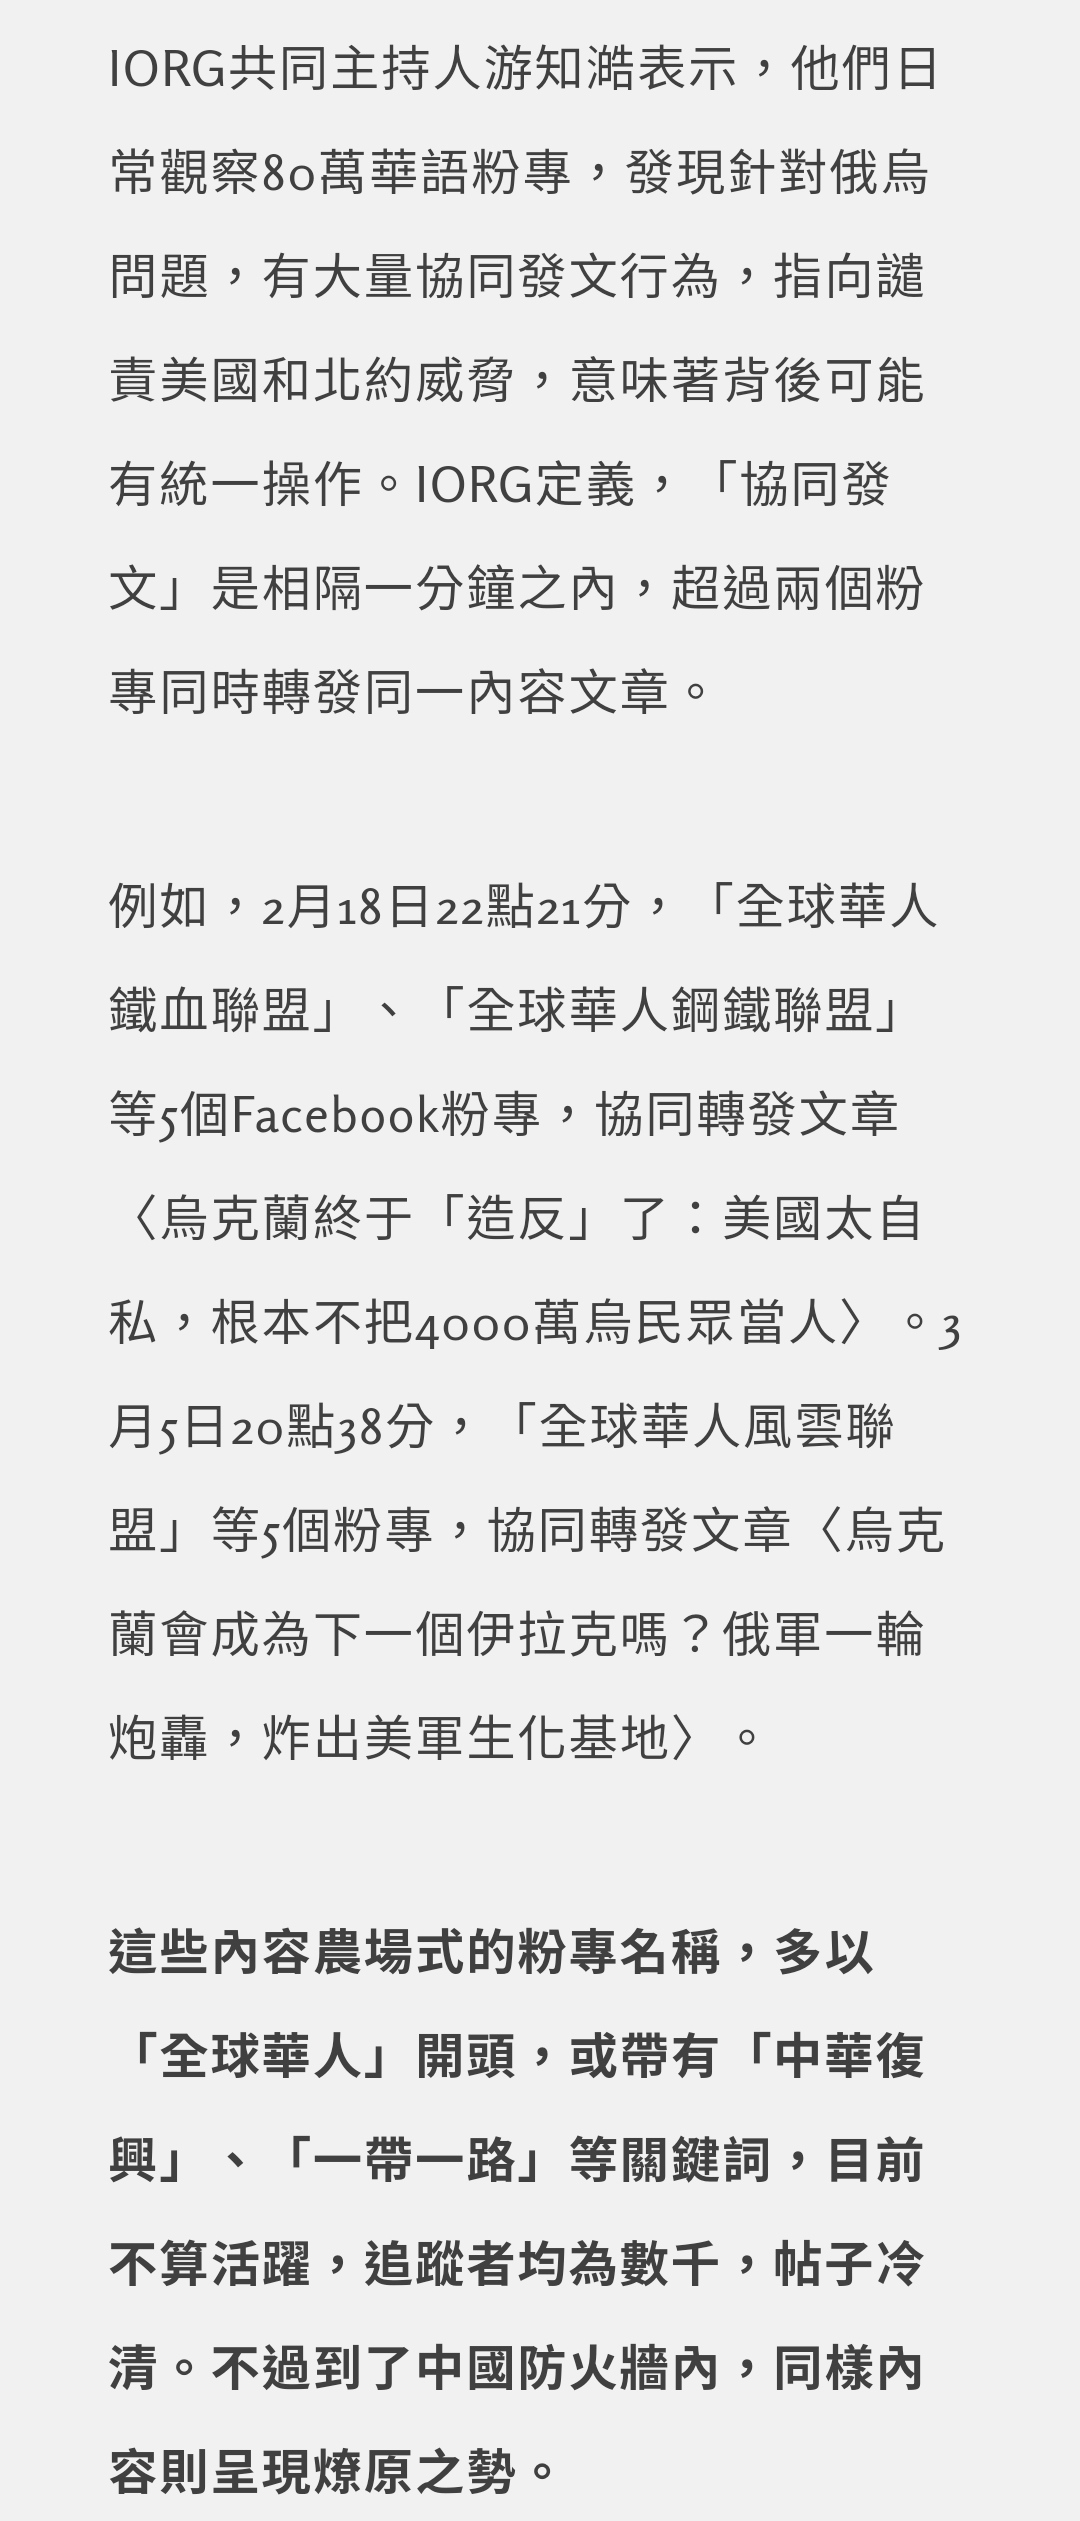 IORG共同主持人游知澔表示，他們日
常觀察80萬華語粉專，發現針對俄烏
問題，有大量協同發文行為，指向譴
責美國和北約威脅，意味著背後可能
有統一操作。IORG定義，「協同發
文」是相隔一分鐘之內，超過兩個粉
專同時轉發同一內容文章。
例如，2月18日22點21分，「全球華人
鐵血聯盟」、「全球華人鋼鐵聯盟」
等5個Facebook粉專，協同轉發文章
〈烏克蘭終于「造反」了：美國太自
私，根本不把4000萬烏民眾當人〉。3
月5日20點38分，「全球華人風雲聯
盟」等5個粉專，協同轉發文章〈烏克
蘭會成為下一個伊拉克嗎？俄軍一輪
炮轟，炸出美軍生化基地〉。
這些內容農場式的粉專名稱，多以
「全球華人」開頭，或帶有「中華復
興」、「一帶一路」等關鍵詞，目前
不算活躍，追蹤者均為數千，帖子冷
清。不過到了中國防火牆內，同樣內
容則呈現燎原之勢。